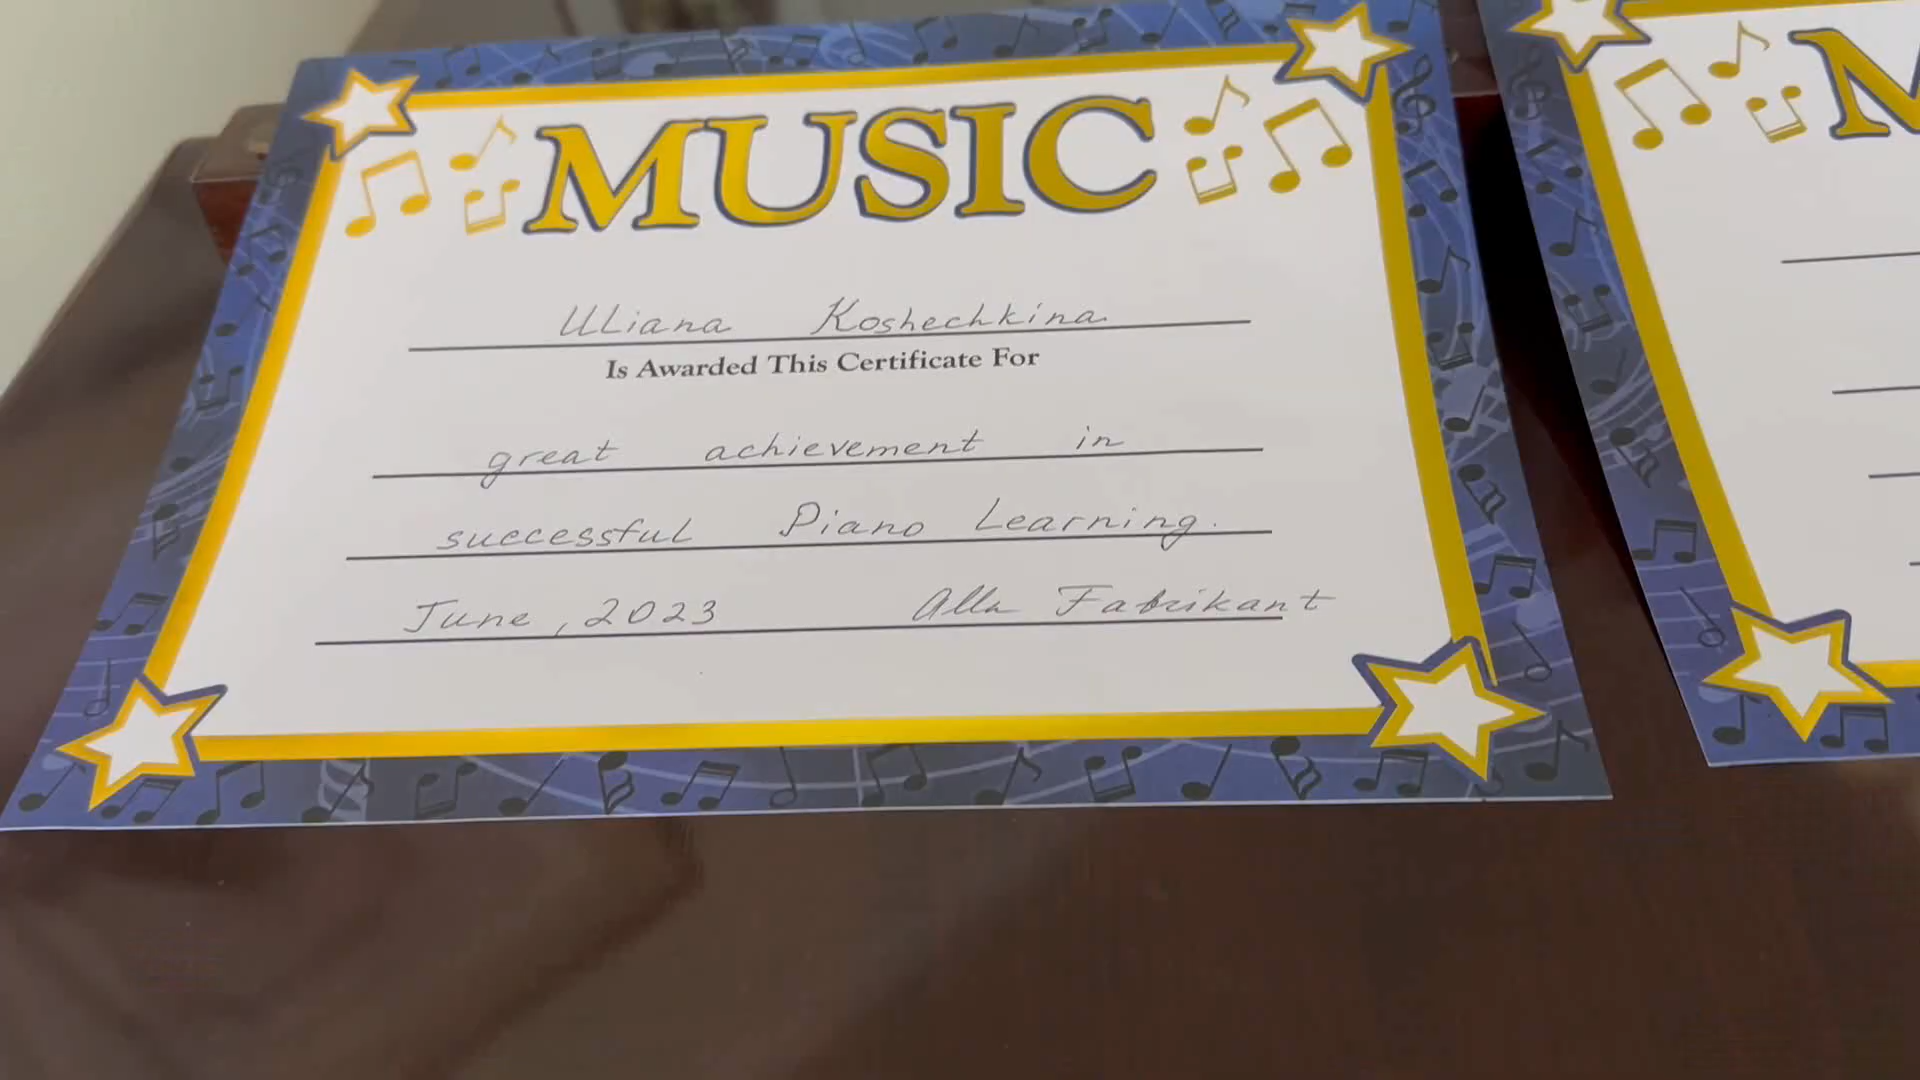 MUSIC
Uliana Koshechkina
Is Awarded This Certificate For
great achievement in
successful Piano Learning.
June, 2023 Alla Fabrikant
M